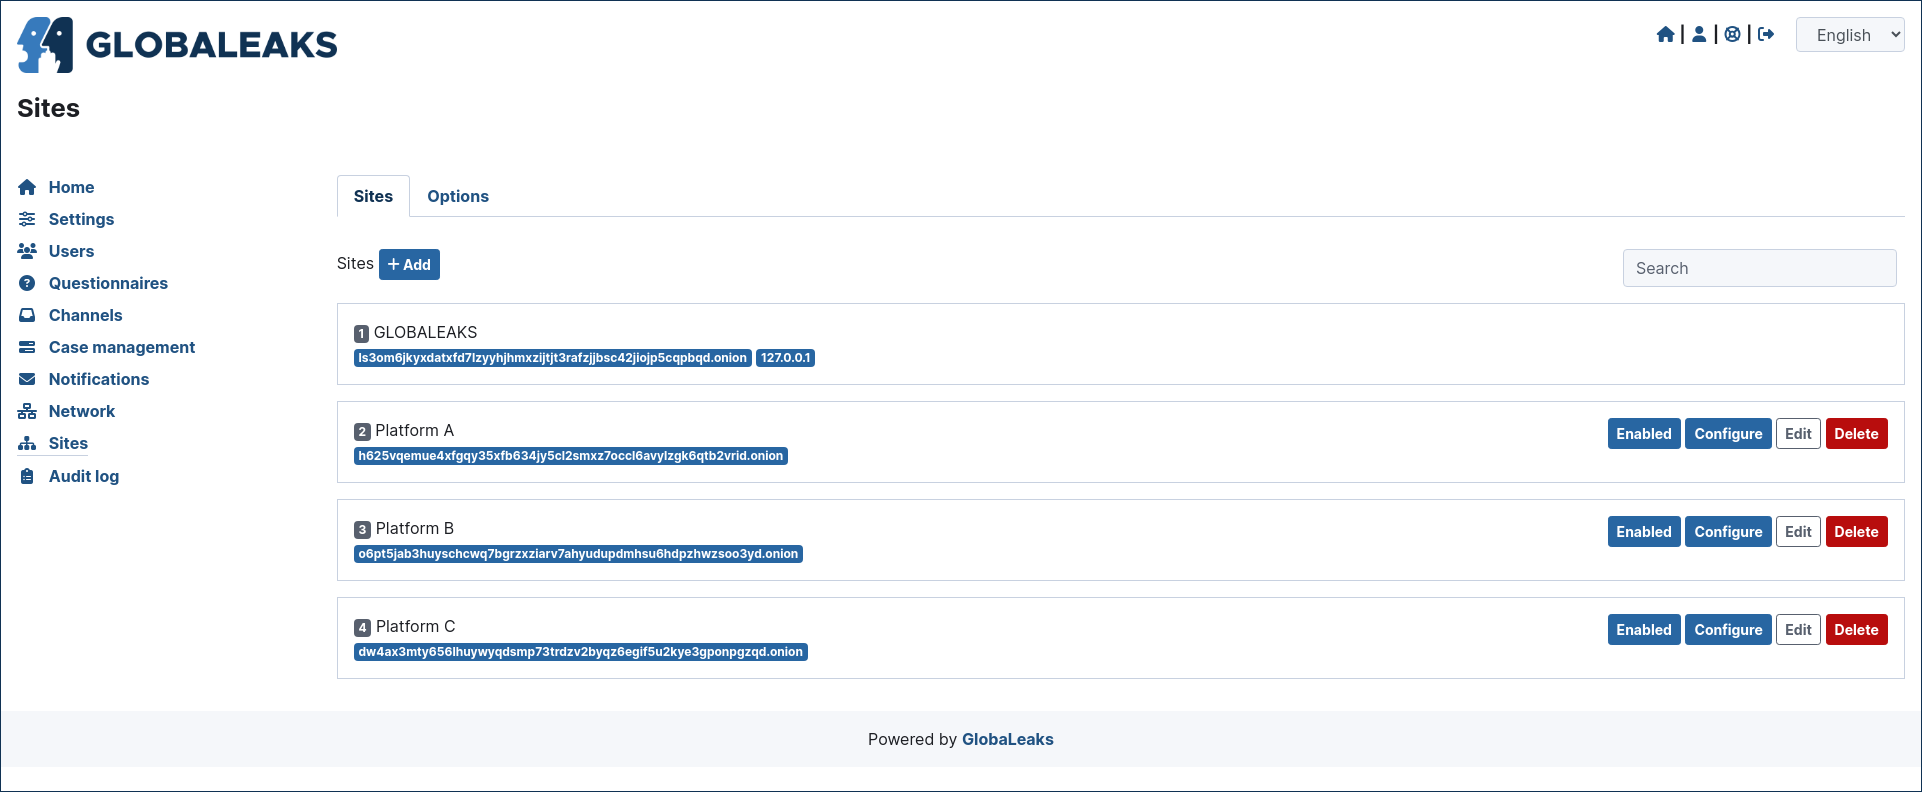 GLOBALEAKS
English
Sites
Home
Settings
Users
Questionnaires
Channels
Case management
Notifications
Network
Sites
Audit log
Sites Options
Sites + Add
Search
1 GLOBALEAKS
ls3om6jkyxdatxfd7lzyyhjhmxzijtjt3rafzjjbsc42jiojp5cqpbqd.onion 127.0.0.1
2 Platform A
Enabled Configure Edit Delete
h625vqemue4xfgqy35xfb634jy5cl2smxz7occl6avylzgk6qtb2vrid.onion
3 Platform B
Enabled Configure Edit Delete
o6pt5jab3huyschcwq7bgrzxziarv7ahyudupdmhsu6hdpzhwzsoo3yd.onion
4 Platform C
Enabled Configure Edit Delete
dw4ax3mty656lhuywyqdsmp73trdzv2byqz6egif5u2kye3gponpgzqd.onion
Powered by GlobaLeaks